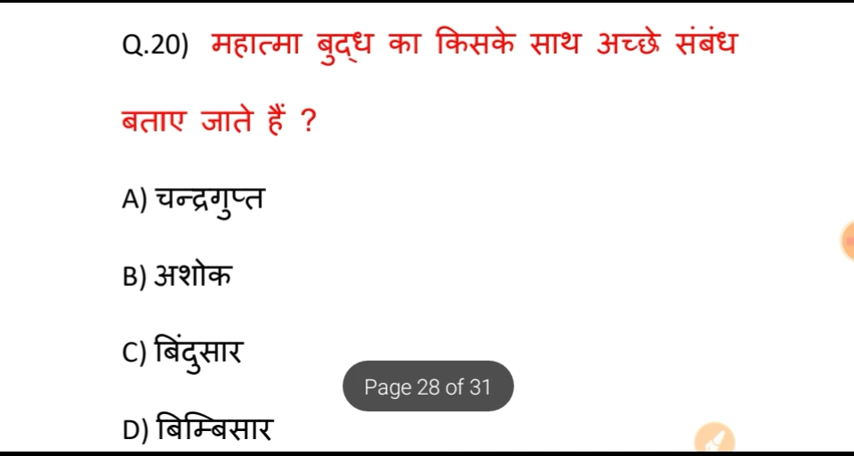 Q.20) महात्मा बुद्ध का किसके साथ अच्छे संबंध
बताए जाते हैं ?
A) चन्द्रगुप्त
B) अशोक
C) बिंदुसार
Page 28 of 31
D) बिम्बिसार